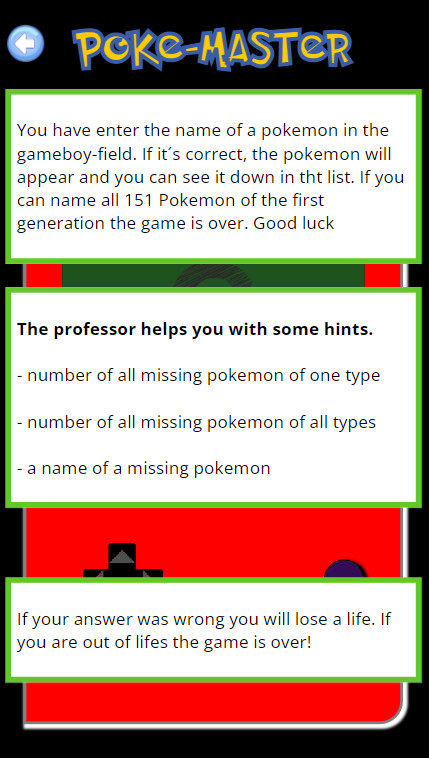 POKE-MASTER
You have enter the name of a pokemon in the
gameboy-field. If it´s correct, the pokemon will
appear and you can see it down in tht list. If you
can name all 151 Pokemon of the first
generation the game is over. Good luck
The professor helps you with some hints.
- number of all missing pokemon of one type
- number of all missing pokemon of all types
- a name of a missing pokemon
If your answer was wrong you will lose a life. If
you are out of lifes the game is over!